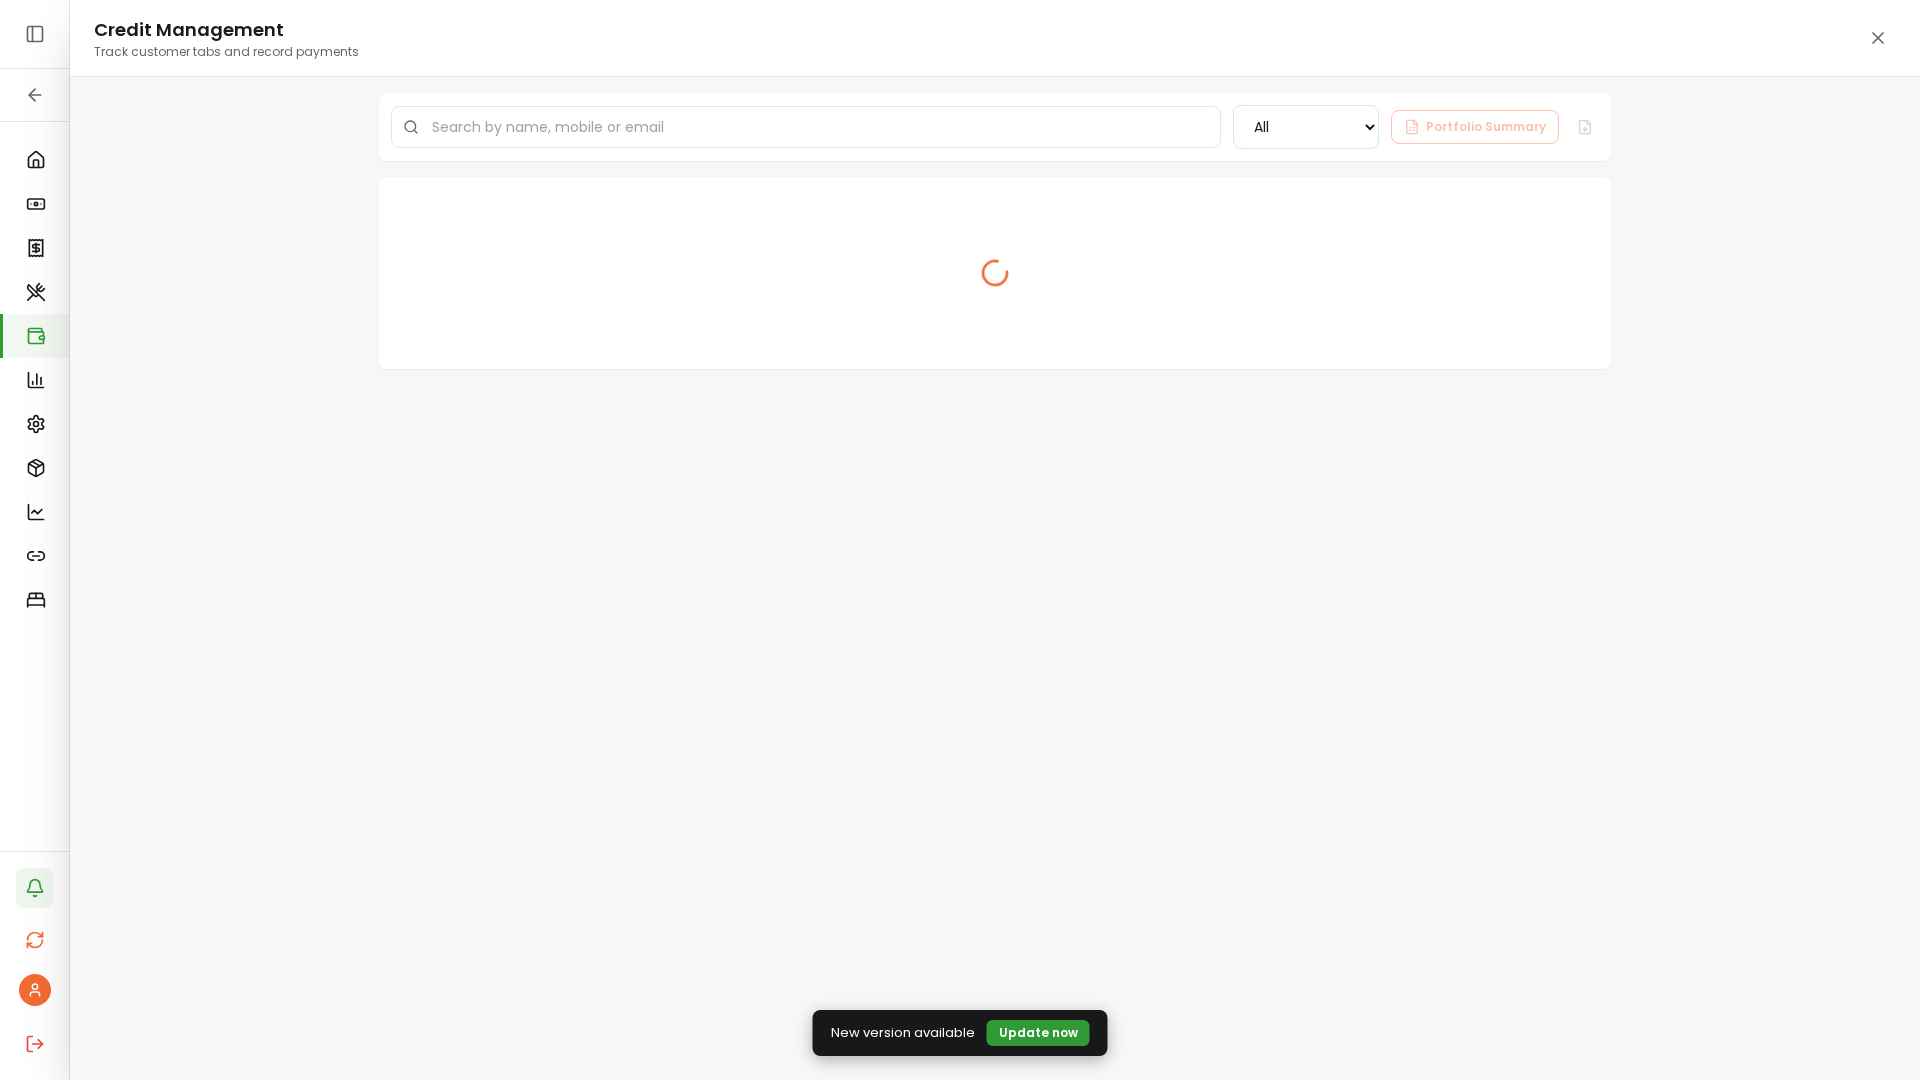 Credit Management
Track customer tabs and record payments
Search by name, mobile or email
All
Portfolio Summary
New version available
Update now